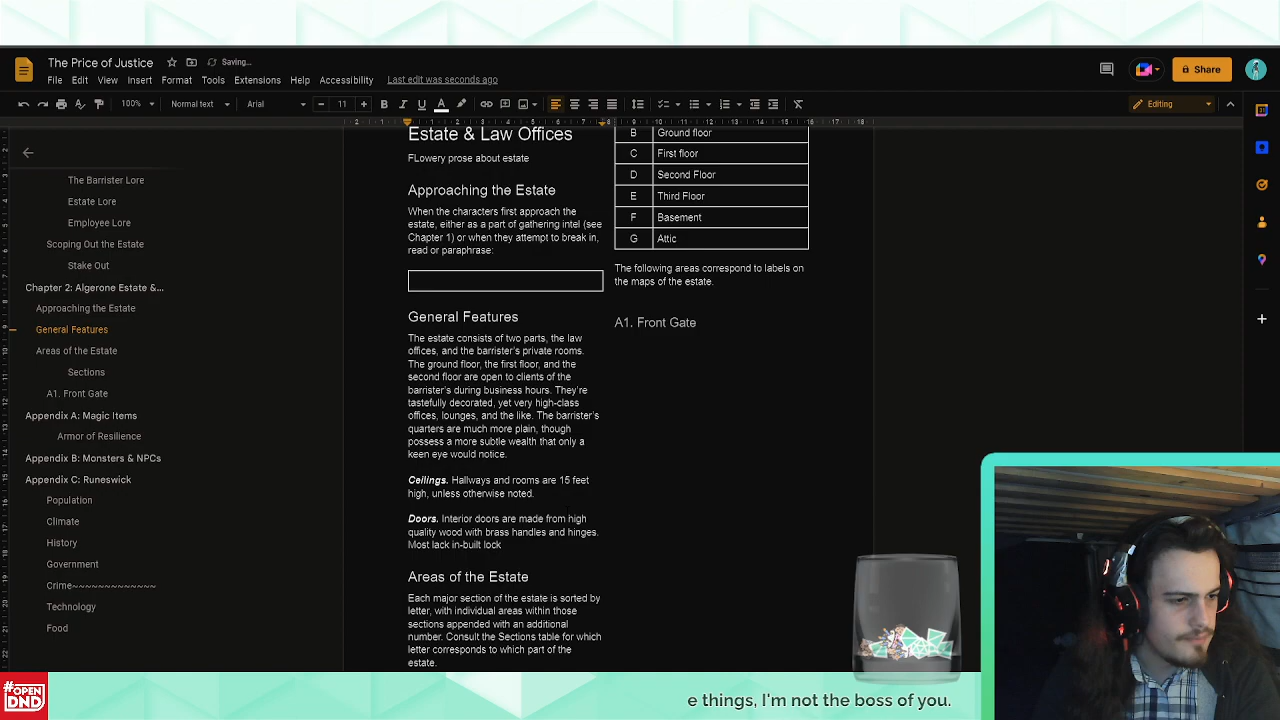 The Price of Justice
Saving...
File Edit View Insert Format Tools Extensions Help Accessibility
Last edit was seconds ago
Share
100%
Normal text
Arial
11
Editing
The Barrister Lore
Estate Lore
Employee Lore
Scoping Out the Estate
Stake Out
Chapter 2: Algerone Estate &...
Approaching the Estate
General Features
Areas of the Estate
Sections
A1. Front Gate
Appendix A: Magic Items
Armor of Resilience
Appendix B: Monsters & NPCs
Appendix C: Runeswick
Population
Climate
History
Government
Crime~~~~~~~~~~~~~
Technology
Food
Estate & Law Offices
FLowery prose about estate
Approaching the Estate
When the characters first approach the
estate, either as a part of gathering intel (see
Chapter 1) or when they attempt to break in,
read or paraphrase:
General Features
The estate consists of two parts, the law
offices, and the barrister's private rooms.
The ground floor, the first floor, and the
second floor are open to clients of the
barrister's during business hours. They're
tastefully decorated, yet very high-class
offices, lounges, and the like. The barrister's
quarters are much more plain, though
possess a more subtle wealth that only a
keen eye would notice.
Ceilings. Hallways and rooms are 15 feet
high, unless otherwise noted.
Doors. Interior doors are made from high
quality wood with brass handles and hinges.
Most lack in-built lock
Areas of the Estate
Each major section of the estate is sorted by
letter, with individual areas within those
sections appended with an additional
number. Consult the Sections table for which
letter corresponds to which part of the
estate.
B Ground floor
C First floor
D Second Floor
E Third Floor
F Basement
G Attic
The following areas correspond to labels on
the maps of the estate.
A1. Front Gate
#OPEN
DND
e things, I'm not the boss of you.